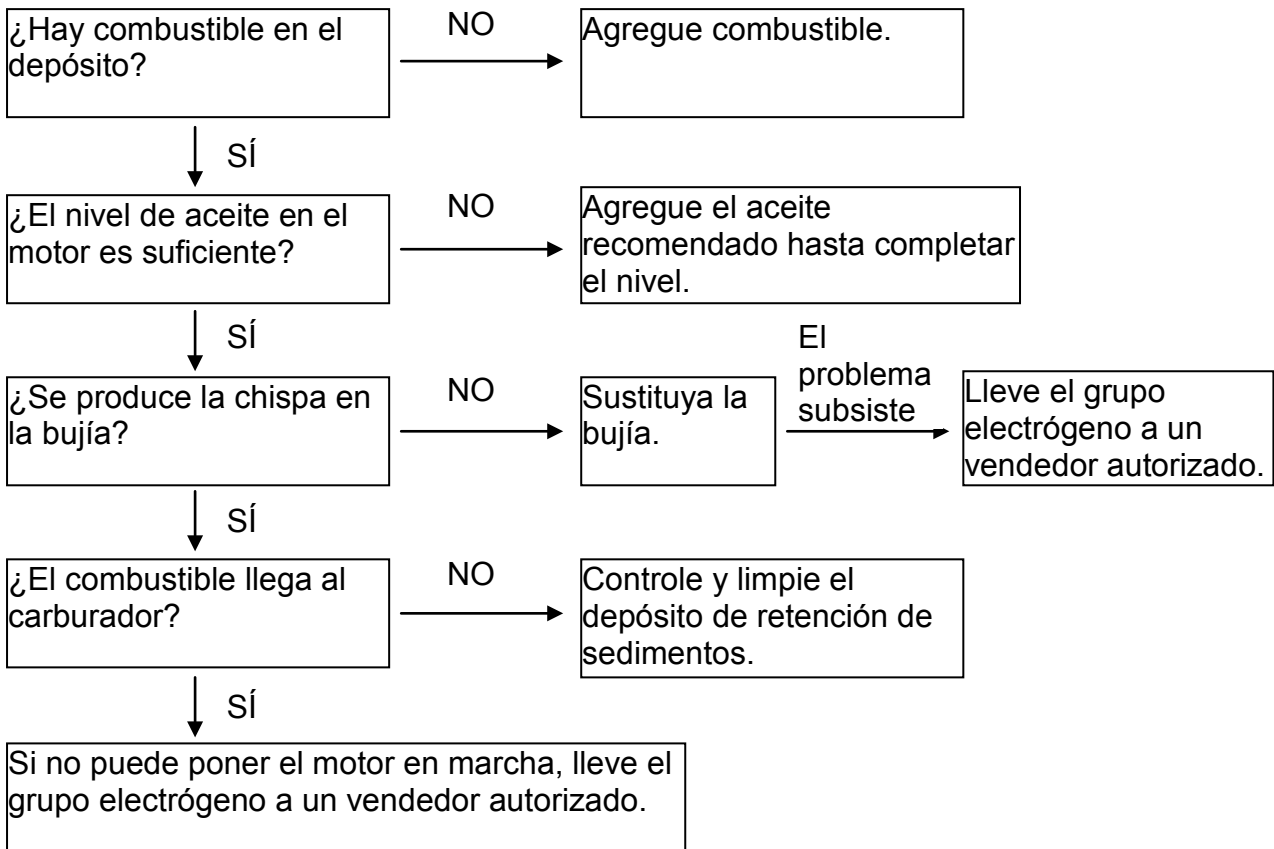 ¿Hay combustible en el
depósito?
NO
Agregue combustible.
SÍ
¿El nivel de aceite en el
motor es suficiente?
NO
Agregue el aceite
recomendado hasta completar
el nivel.
SÍ
¿Se produce la chispa en
la bujía?
NO
Sustituya la
bujía.
El
problema
subsiste
Lleve el grupo
electrógeno a un
vendedor autorizado.
SÍ
¿El combustible llega al
carburador?
NO
Controle y limpie el
depósito de retención de
sedimentos.
SÍ
Si no puede poner el motor en marcha, lleve el
grupo electrógeno a un vendedor autorizado.